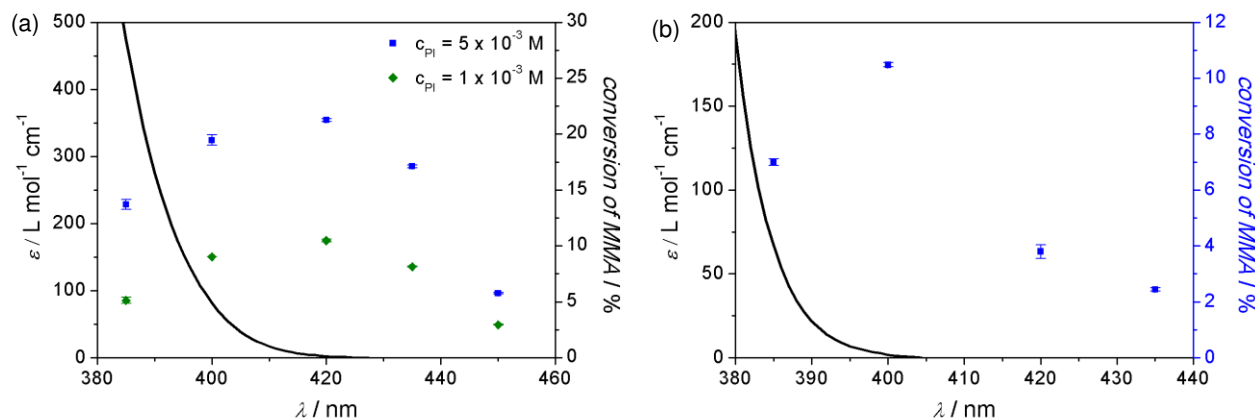 (a)
500
400
300
200
100
0
ε / L mol⁻¹ cm⁻¹
30
25
20
15
10
5
0
conversion of MMA / %
c_PI = 5 x 10⁻³ M
c_PI = 1 x 10⁻³ M
380 400 420 440 460
λ / nm
(b)
200
150
100
50
0
ε / L mol⁻¹ cm⁻¹
12
10
8
6
4
2
0
conversion of MMA / %
380 390 400 410 420 430 440
λ / nm